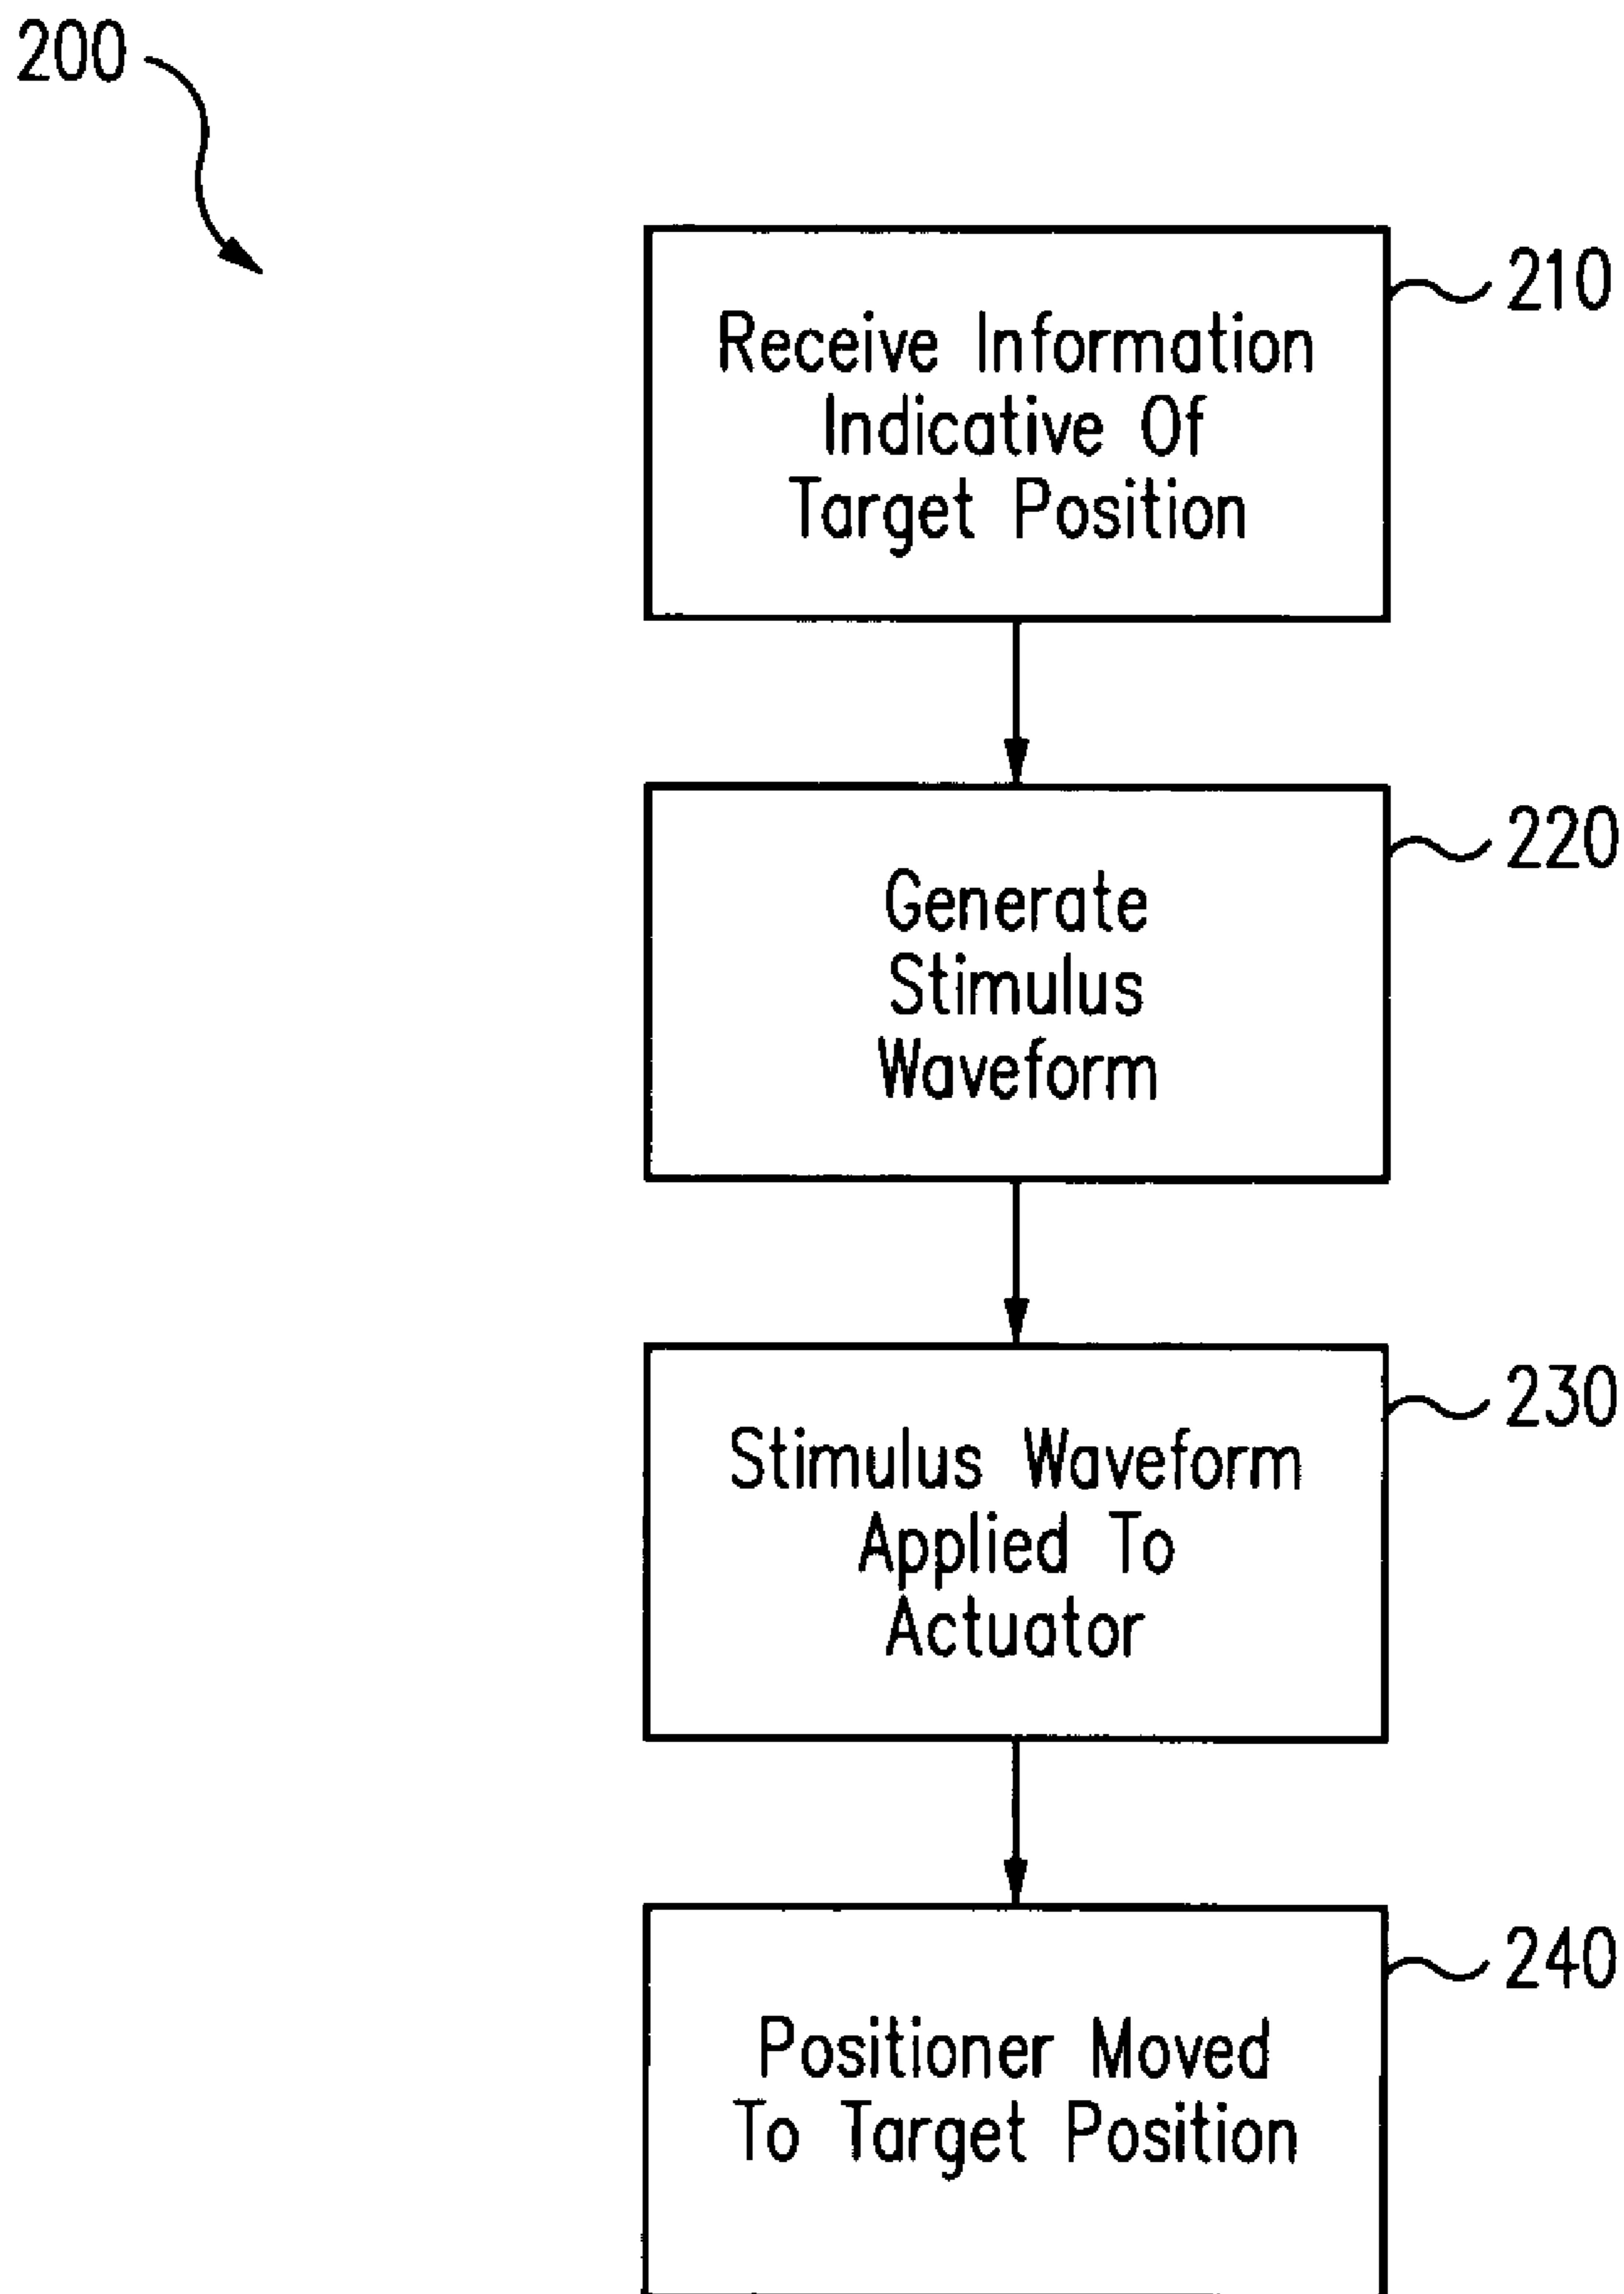 200
210
Receive Information
Indicative Of
Target Position
220
Generate
Stimulus
Waveform
230
Stimulus Waveform
Applied To
Actuator
240
Positioner Moved
To Target Position